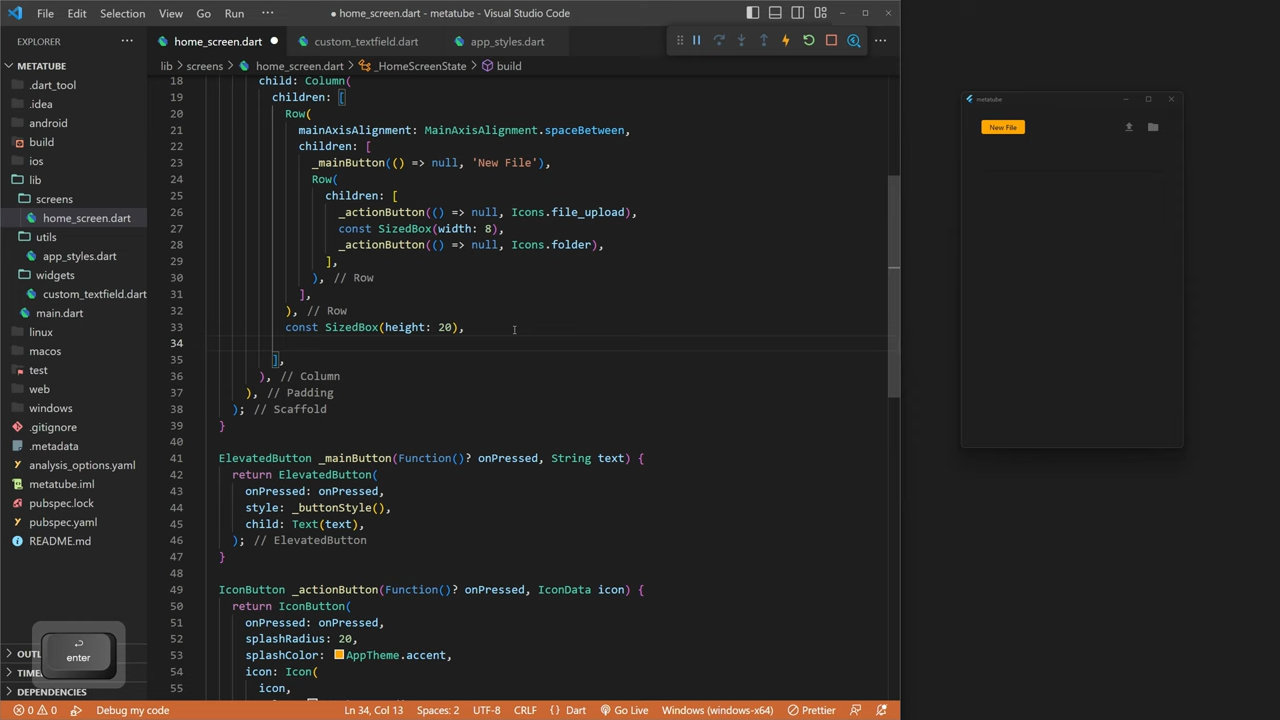 File Edit Selection View Go Run ··· ● home_screen.dart - metatube - Visual Studio Code
EXPLORER ···
home_screen.dart ●
custom_textfield.dart
app_styles.dart
lib > screens > home_screen.dart > _HomeScreenState > build
METATUBE
.dart_tool
.idea
android
build
ios
lib
screens
home_screen.dart
utils
app_styles.dart
widgets
custom_textfield.dart
main.dart
linux
macos
test
web
windows
.gitignore
.metadata
analysis_options.yaml
metatube.iml
pubspec.lock
pubspec.yaml
README.md
DEPENDENCIES
enter
18 child: Column(
19 children: [
20 Row(
21 mainAxisAlignment: MainAxisAlignment.spaceBetween,
22 children: [
23 _mainButton(() => null, 'New File'),
24 Row(
25 children: [
26 _actionButton(() => null, Icons.file_upload),
27 const SizedBox(width: 8),
28 _actionButton(() => null, Icons.folder),
29 ],
30 ), // Row
31 ],
32 ), // Row
33 const SizedBox(height: 20),
34
35 ],
36 ), // Column
37 ), // Padding
38 ); // Scaffold
39 }
40
41 ElevatedButton _mainButton(Function()? onPressed, String text) {
42 return ElevatedButton(
43 onPressed: onPressed,
44 style: _buttonStyle(),
45 child: Text(text),
46 ); // ElevatedButton
47 }
48
49 IconButton _actionButton(Function()? onPressed, IconData icon) {
50 return IconButton(
51 onPressed: onPressed,
52 splashRadius: 20,
53 splashColor: AppTheme.accent,
54 icon: Icon(
55 icon,
metatube
New File
0 0 Debug my code Ln 34, Col 13 Spaces: 2 UTF-8 CRLF {} Dart Go Live Windows (windows-x64) Prettier